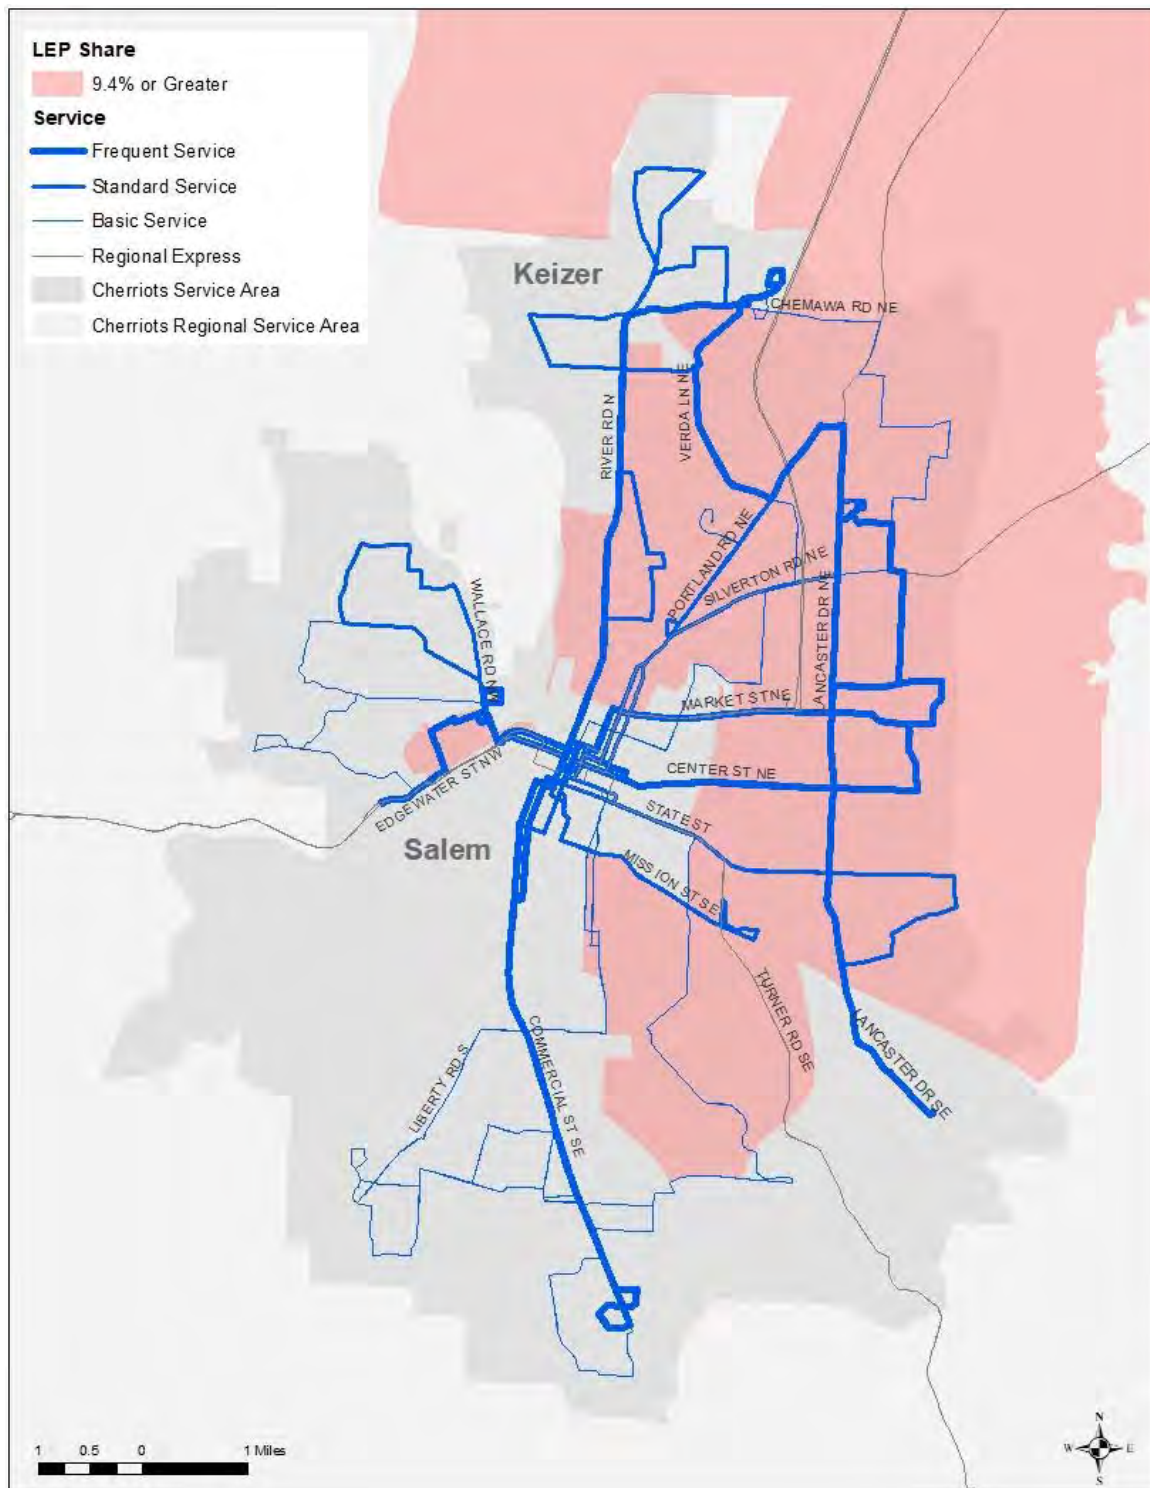 LEP Share
9.4% or Greater
Service
Frequent Service
Standard Service
Basic Service
Regional Express
Cherriots Service Area
Cherriots Regional Service Area
Keizer
CHEMAWA RD NE
VERDA LN NE
RIVER RD N
PORTLAND RD NE
SILVERTON RD NE
WALLACE RD NW
LANCASTER DR NE
MARKET ST NE
CENTER ST NE
EDGEWATER ST NW
STATE ST
Salem
MISSION ST SE
TURNER RD SE
LANCASTER DR SE
COMMERCIAL ST SE
LIBERTY RD S
1 0.5 0 1 Miles
N
W E
S